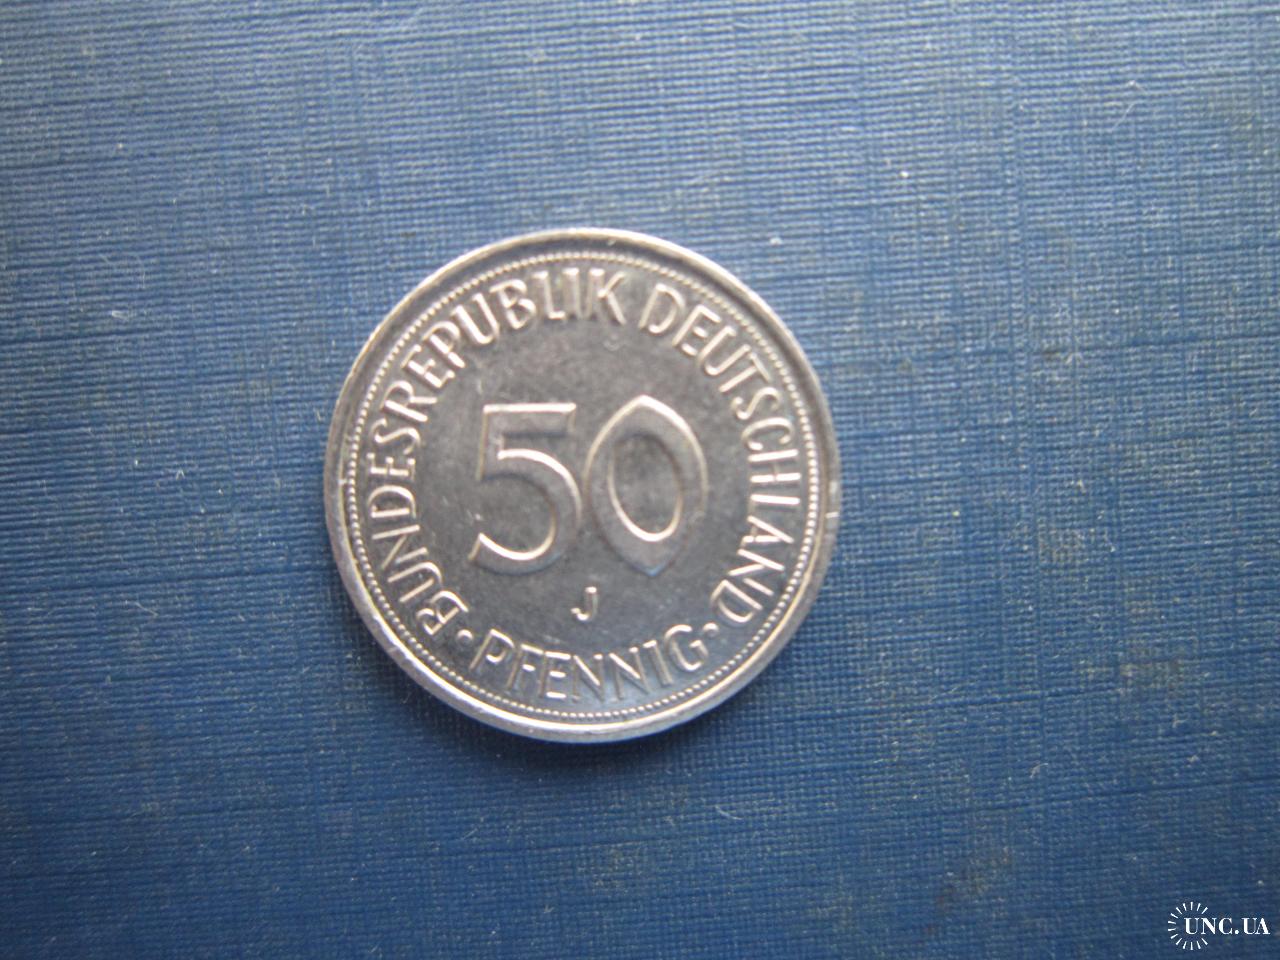 BUNDESREPUBLIK DEUTSCHLAND
50
J
· PFENNIG ·
UNC.UA